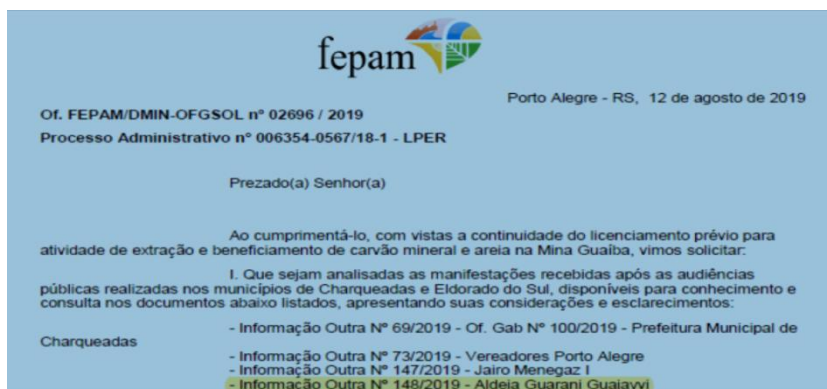 fepam
Porto Alegre - RS, 12 de agosto de 2019
Of. FEPAM/DMIN-OFGSOL nº 02696 / 2019
Processo Administrativo nº 006354-0567/18-1 - LPER
Prezado(a) Senhor(a)
Ao cumprimentá-lo, com vistas a continuidade do licenciamento prévio para
atividade de extração e beneficiamento de carvão mineral e areia na Mina Guaíba, vimos solicitar:
I. Que sejam analisadas as manifestações recebidas após as audiências
públicas realizadas nos municípios de Charqueadas e Eldorado do Sul, disponíveis para conhecimento e
consulta nos documentos abaixo listados, apresentando suas considerações e esclarecimentos:
- Informação Outra Nº 69/2019 - Of. Gab Nº 100/2019 - Prefeitura Municipal de
Charqueadas
- Informação Outra Nº 73/2019 - Vereadores Porto Alegre
- Informação Outra Nº 147/2019 - Jairo Menegaz I
- Informação Outra Nº 148/2019 - Aldeia Guarani Guajayvi